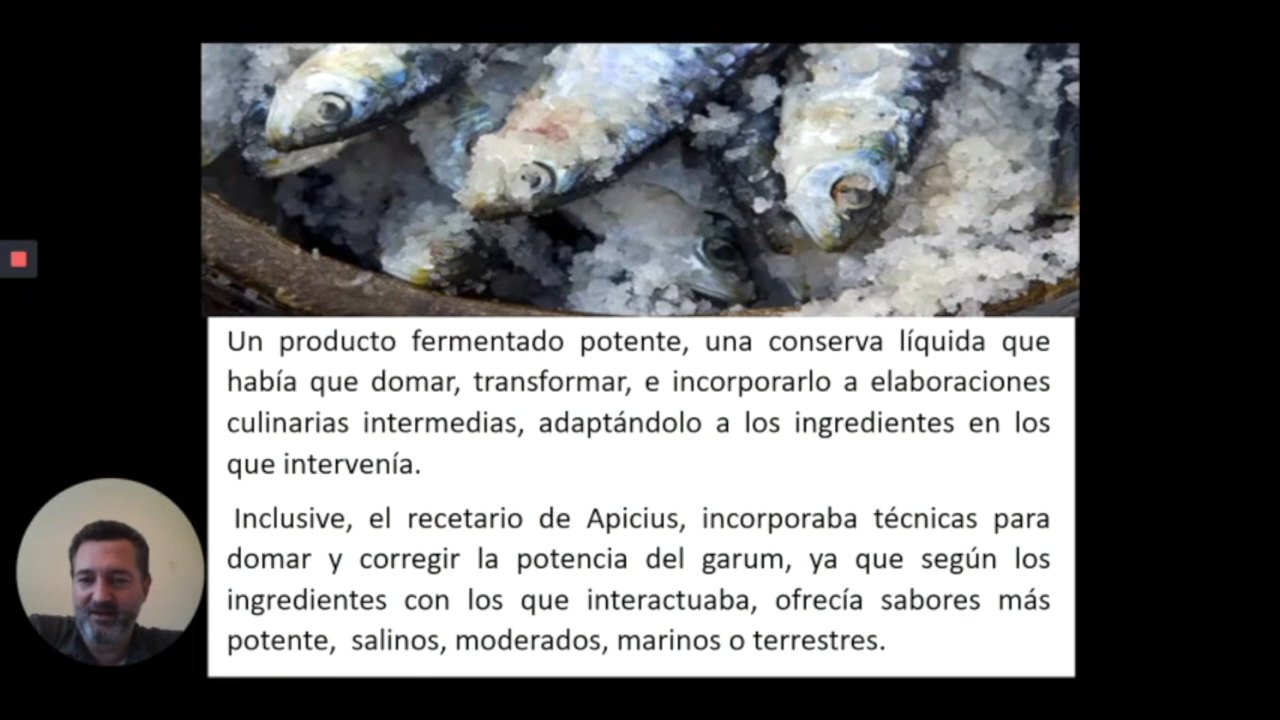 Un producto fermentado potente, una conserva líquida que
había que domar, transformar, e incorporarlo a elaboraciones
culinarias intermedias, adaptándolo a los ingredientes en los
que intervenía.
Inclusive, el recetario de Apicius, incorporaba técnicas para
domar y corregir la potencia del garum, ya que según los
ingredientes con los que interactuaba, ofrecía sabores más
potente, salinos, moderados, marinos o terrestres.